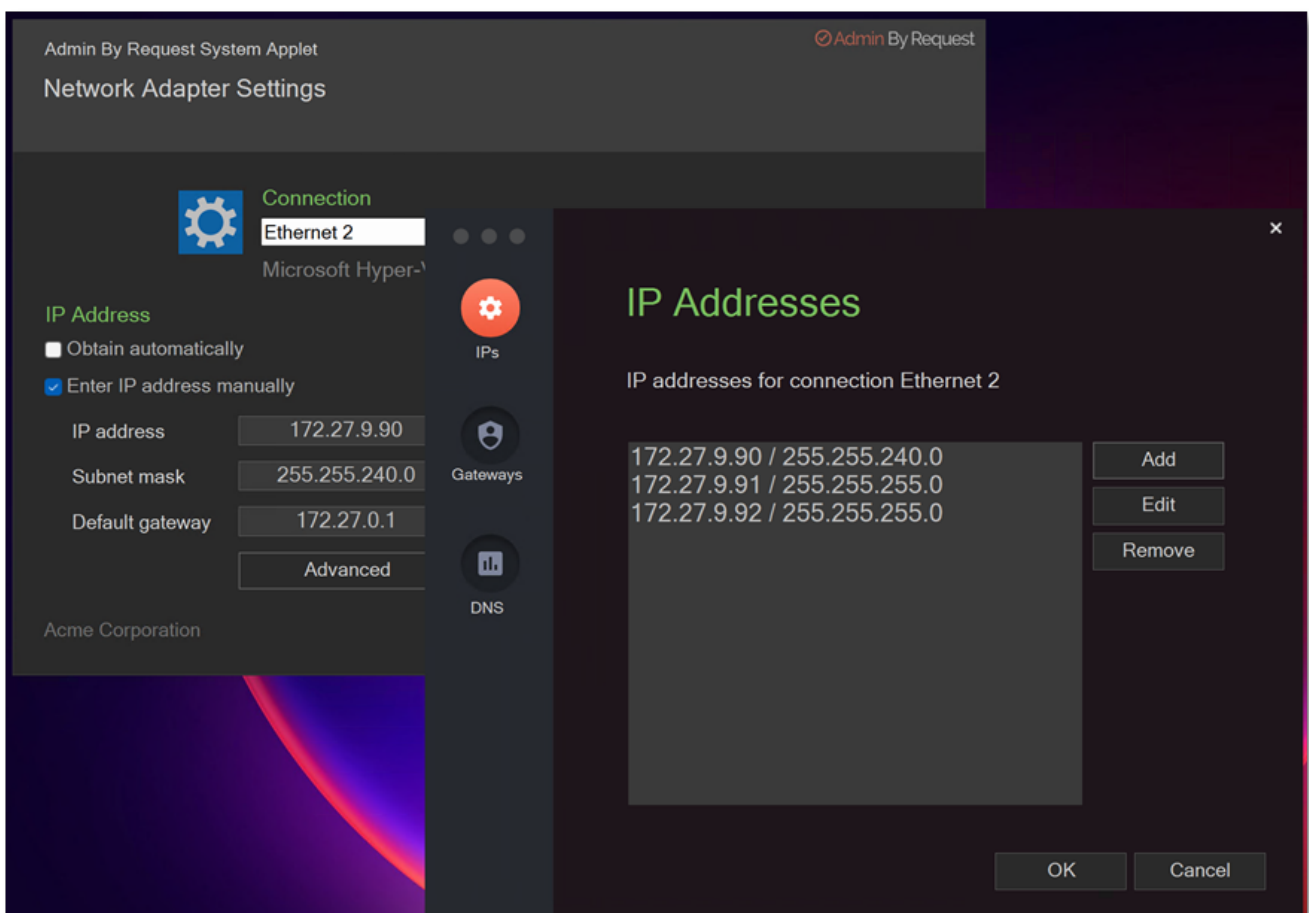 Admin By Request System Applet
Admin By Request
Network Adapter Settings
Connection
Ethernet 2
Microsoft Hyper-V
IP Address
Obtain automatically
Enter IP address manually
IP address 172.27.9.90
Subnet mask 255.255.240.0
Default gateway 172.27.0.1
Advanced
Acme Corporation
IPs
Gateways
DNS
×
IP Addresses
IP addresses for connection Ethernet 2
172.27.9.90 / 255.255.240.0
172.27.9.91 / 255.255.255.0
172.27.9.92 / 255.255.255.0
Add
Edit
Remove
OK
Cancel